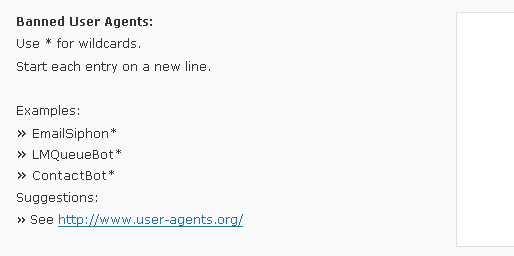 Banned User Agents:
Use * for wildcards.
Start each entry on a new line.
Examples:
» EmailSiphon*
» LMQueueBot*
» ContactBot*
Suggestions:
» See http://www.user-agents.org/